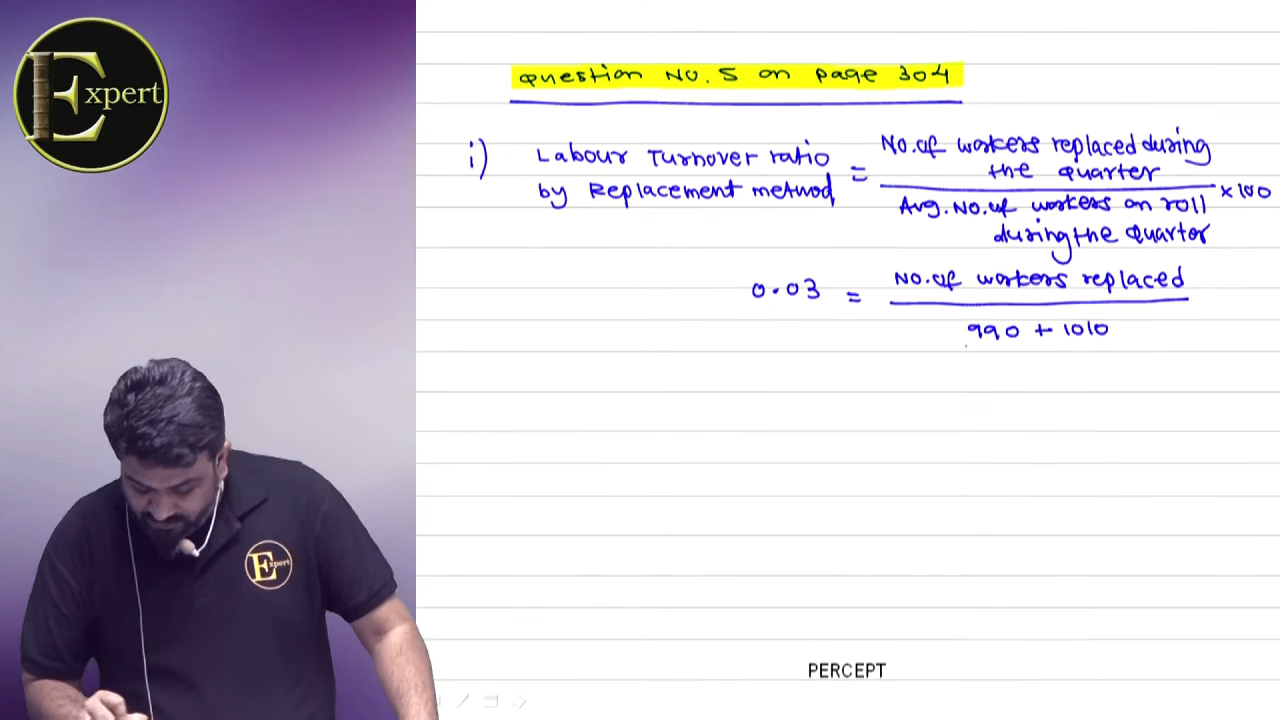 Expert
Question No. 5 on page 304
i) Labour Turnover ratio by Replacement method = No. of workers replaced during the quarter / Avg. No. of workers on roll during the quarter × 100
0.03 = No. of workers replaced / 990 + 1010
Expert
PERCEPT